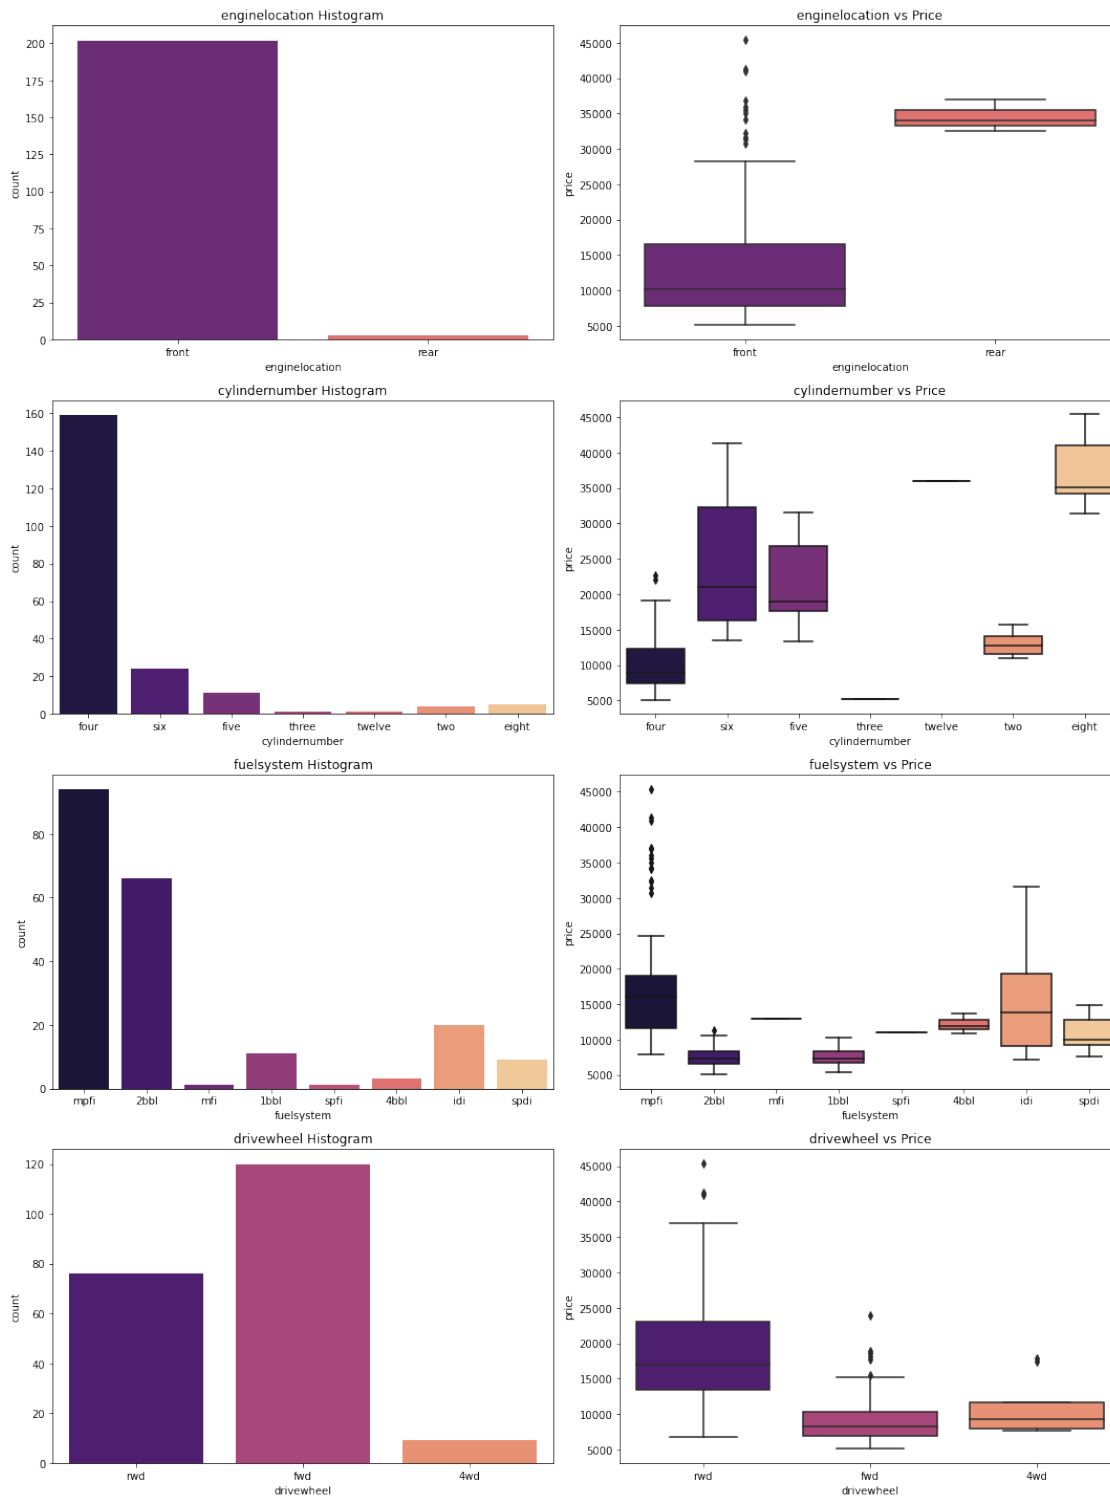 enginelocation Histogram
200
175
150
125
100
75
50
25
0
count
front rear
enginelocation
enginelocation vs Price
45000
40000
35000
30000
25000
20000
15000
10000
5000
price
front rear
enginelocation
cylindernumber Histogram
160
140
120
100
80
60
40
20
0
count
four six five three twelve two eight
cylindernumber
cylindernumber vs Price
45000
40000
35000
30000
25000
20000
15000
10000
5000
price
four six five three twelve two eight
cylindernumber
fuelsystem Histogram
80
60
40
20
0
count
mpfi 2bbl mfi 1bbl spfi 4bbl idi spdi
fuelsystem
fuelsystem vs Price
45000
40000
35000
30000
25000
20000
15000
10000
5000
price
mpfi 2bbl mfi 1bbl spfi 4bbl idi spdi
fuelsystem
drivewheel Histogram
120
100
80
60
40
20
0
count
rwd fwd 4wd
drivewheel
drivewheel vs Price
45000
40000
35000
30000
25000
20000
15000
10000
5000
price
rwd fwd 4wd
drivewheel